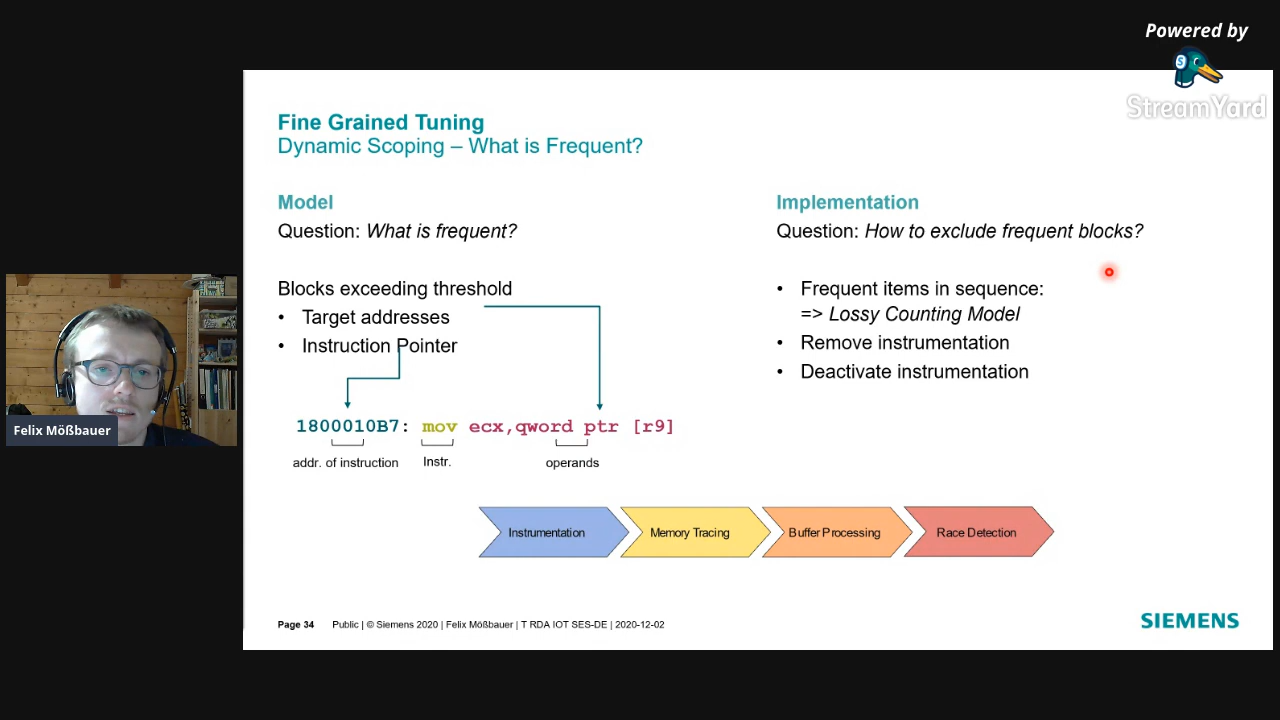 Powered by
StreamYard
Fine Grained Tuning
Dynamic Scoping – What is Frequent?
Model
Question: What is frequent?
Blocks exceeding threshold
• Target addresses
• Instruction Pointer
1800010B7: mov ecx,qword ptr [r9]
addr. of instruction
Instr.
operands
Implementation
Question: How to exclude frequent blocks?
• Frequent items in sequence:
=> Lossy Counting Model
• Remove instrumentation
• Deactivate instrumentation
Instrumentation
Memory Tracing
Buffer Processing
Race Detection
Felix Mößbauer
Page 34 Public | © Siemens 2020 | Felix Mößbauer | T RDA IOT SES-DE | 2020-12-02
SIEMENS